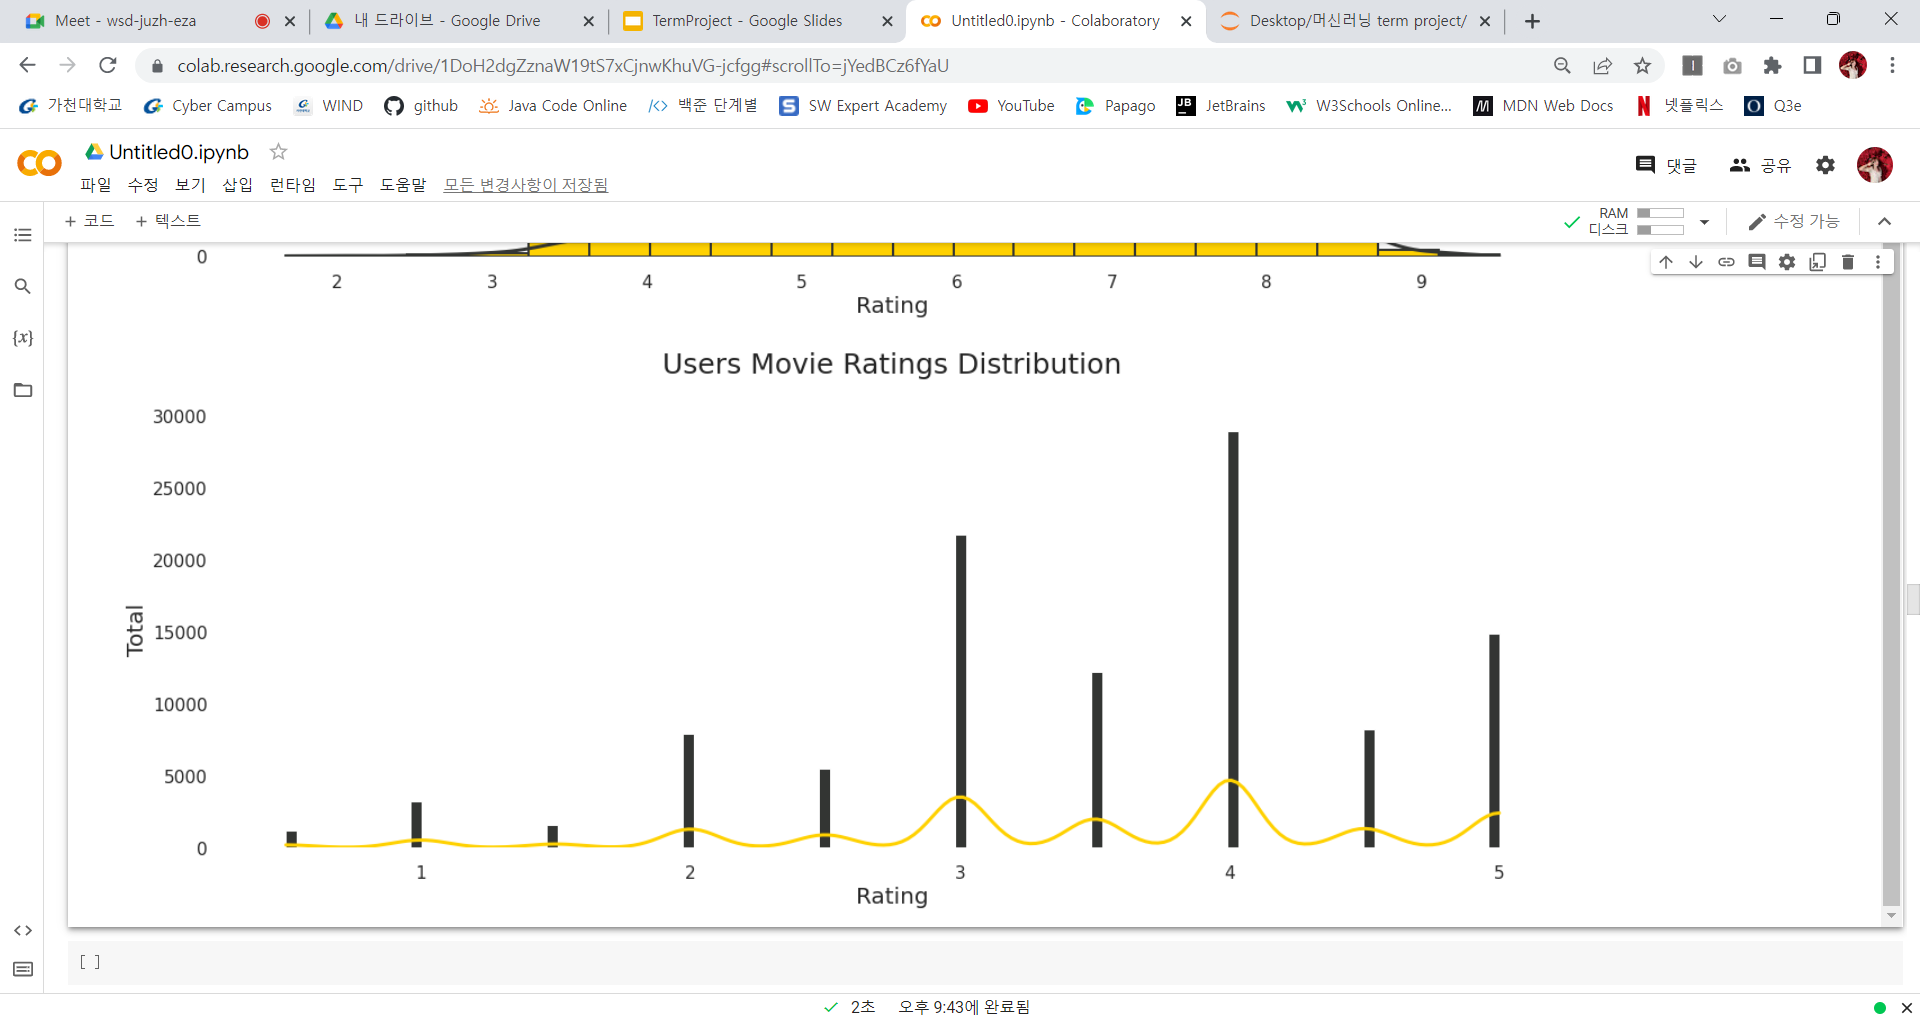 Meet - wsd-juzh-eza
내 드라이브 - Google Drive
TermProject - Google Slides
Untitled0.ipynb - Colaboratory
Desktop/머신러닝 term project/
colab.research.google.com/drive/1DoH2dgZznaW19tS7xCjnwKhuVG-jcfgg#scrollTo=jYedBCz6fYaU
가천대학교 Cyber Campus WIND github Java Code Online 백준 단계별 SW Expert Academy YouTube Papago JetBrains W3Schools Online... MDN Web Docs 넷플릭스 Q3e
Untitled0.ipynb
댓글 공유
파일 수정 보기 삽입 런타임 도구 도움말 모든 변경사항이 저장됨
+ 코드 + 텍스트
RAM
디스크
수정 가능
0
2 3 4 5 6 7 8 9
Rating
Users Movie Ratings Distribution
30000
25000
20000
15000
10000
5000
0
Total
1 2 3 4 5
Rating
[ ]
2초 오후 9:43에 완료됨